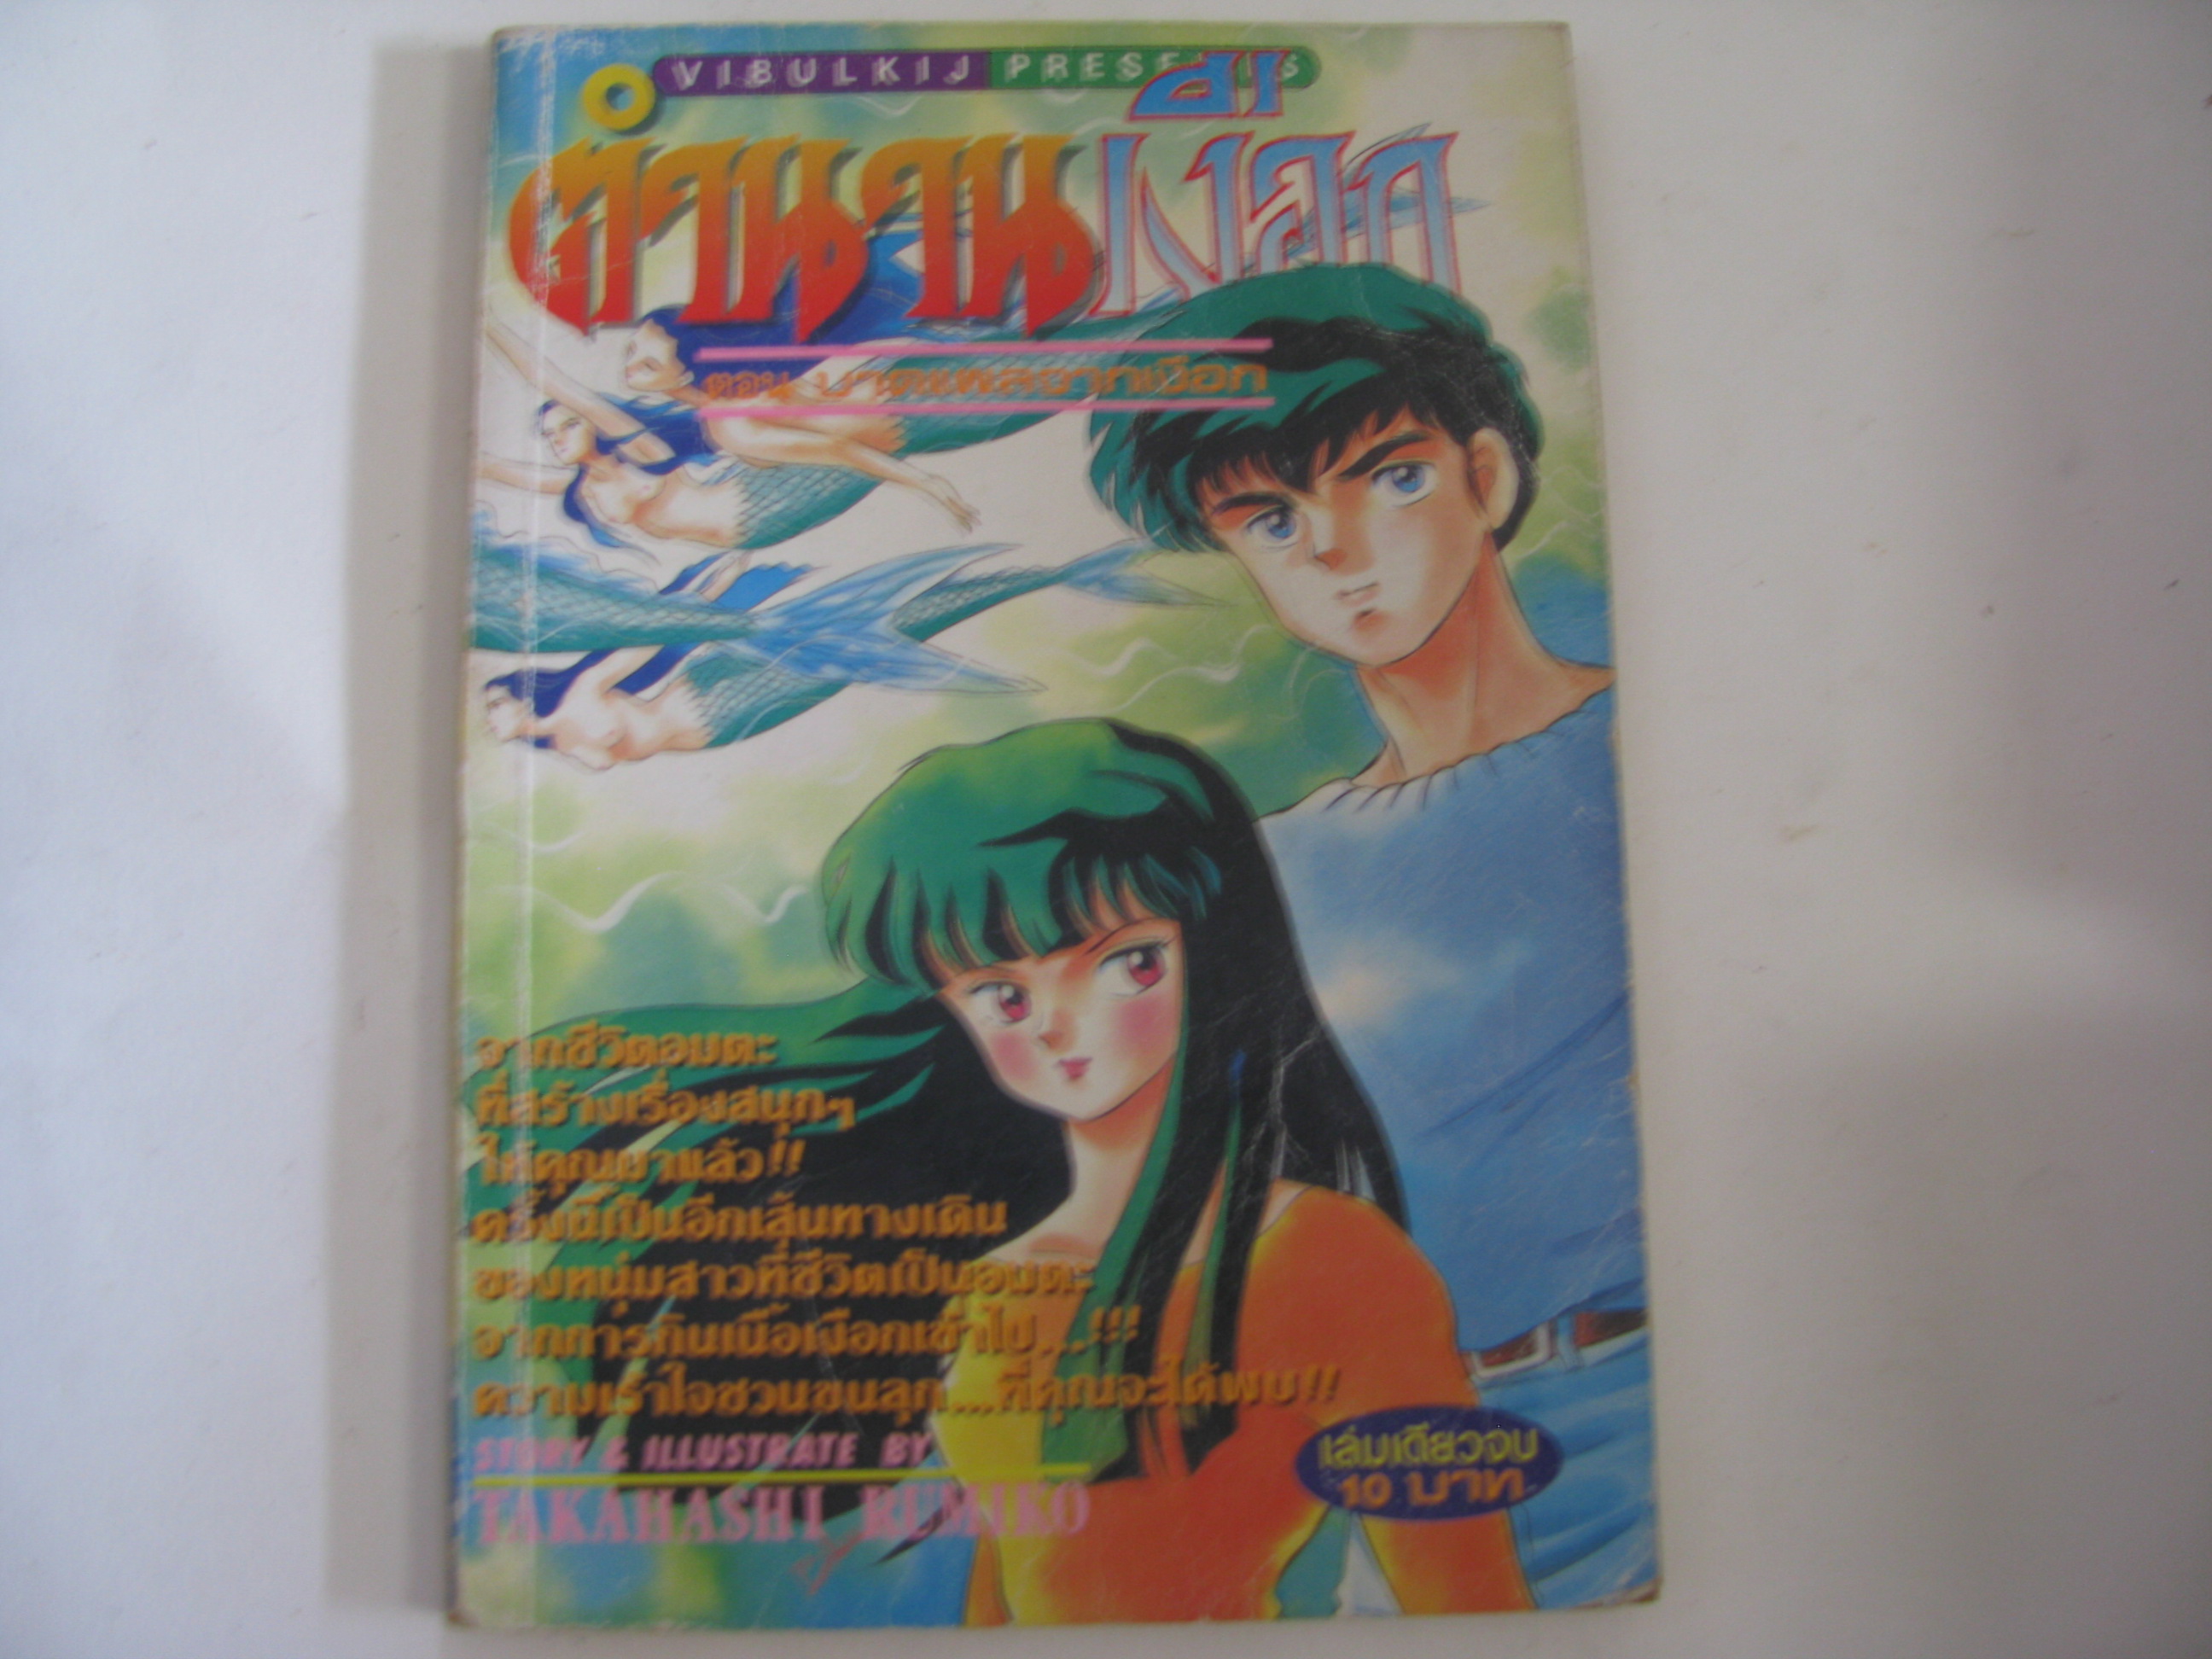 VIBULKIJ PRESENTS
ตำนานเงือก
ตอน บาดแผลจากเงือก
จากชีวิตอมตะ
ที่สร้างเรื่องสนุกๆ
ให้คุณมาแล้ว!!
ครั้งนี้เป็นอีกเส้นทางเดิน
ของหนุ่มสาวที่ชีวิตเป็นอมตะ
จากการกินเนื้อเงือกเข้าไป....!!!
ความเร้าใจชวนขนลุก....ที่คุณจะได้พบ!!
STORY & ILLUSTRATE BY
TAKAHASHI RUMIKO
เล่มเดียวจบ
10 บาท